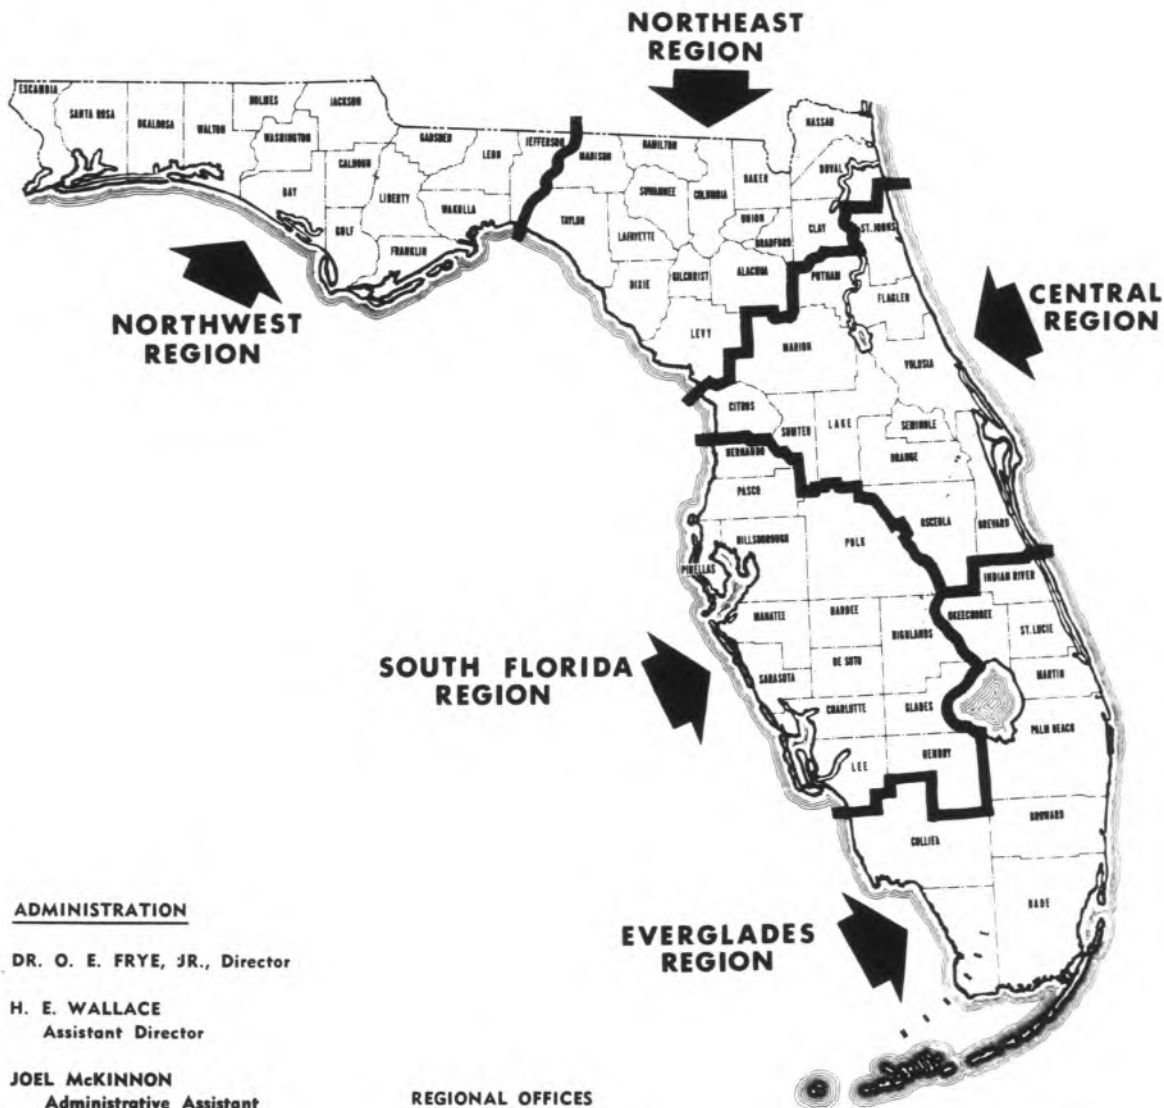 NORTHEAST
REGION
ESCAMBIA
SANTA ROSA
OKALOOSA
WALTON
HOLMES
WASHINGTON
JACKSON
BAY
CALHOUN
GULF
LIBERTY
GADSDEN
FRANKLIN
LEON
WAKULLA
JEFFERSON
MADISON
TAYLOR
HAMILTON
SUWANNEE
LAFAYETTE
DIXIE
COLUMBIA
GILCHRIST
BAKER
UNION
BRADFORD
ALACHUA
LEVY
NASSAU
DUVAL
CLAY
ST. JOHNS
PUTNAM
FLAGLER
MARION
VOLUSIA
NORTHWEST
REGION
CENTRAL
REGION
CITRUS
SUMTER
LAKE
SEMINOLE
ORANGE
HERNANDO
PASCO
OSCEOLA
BREVARD
HILLSBOROUGH
POLK
PINELLAS
INDIAN RIVER
MANATEE
HARDEE
HIGHLANDS
OKEECHOBEE
ST. LUCIE
SOUTH FLORIDA
REGION
SARASOTA
DE SOTO
MARTIN
CHARLOTTE
GLADES
PALM BEACH
LEE
HENDRY
BROWARD
COLLIER
DADE
EVERGLADES
REGION
ADMINISTRATION
DR. O. E. FRYE, JR., Director
H. E. WALLACE
Assistant Director
JOEL McKINNON
Administrative Assistant
REGIONAL OFFICES